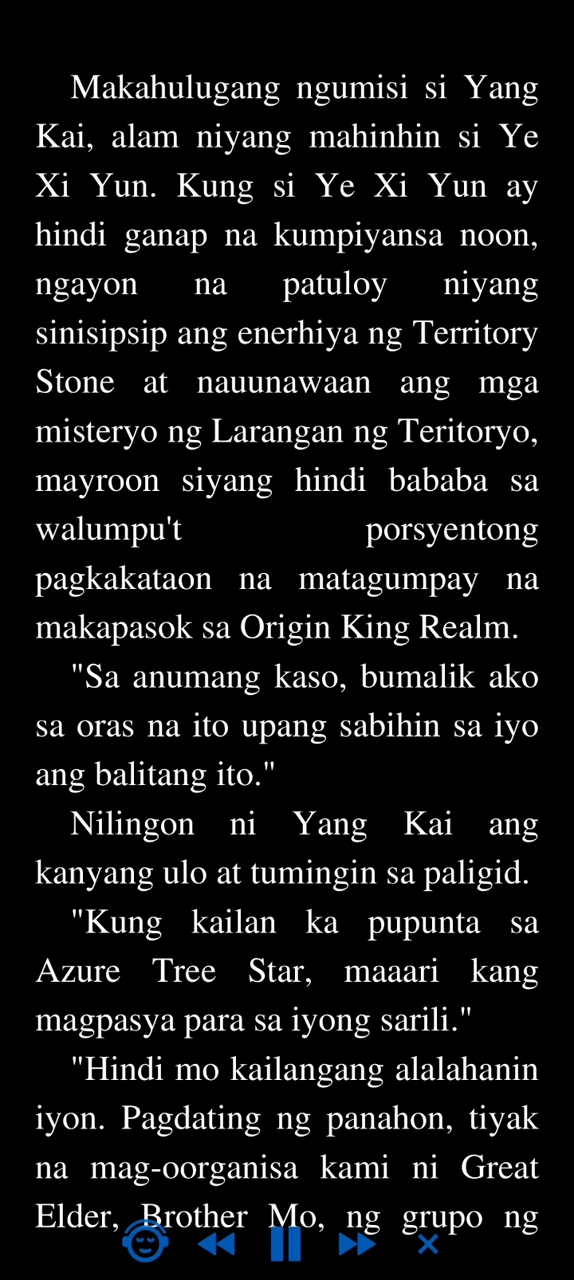 Makahulugang ngumisi si Yang
Kai, alam niyang mahinhin si Ye
Xi Yun. Kung si Ye Xi Yun ay
hindi ganap na kumpiyansa noon,
ngayon na patuloy niyang
sinisipsip ang enerhiya ng Territory
Stone at nauunawaan ang mga
misteryo ng Larangan ng Teritoryo,
mayroon siyang hindi bababa sa
walumpu't porsyentong
pagkakataon na matagumpay na
makapasok sa Origin King Realm.
"Sa anumang kaso, bumalik ako
sa oras na ito upang sabihin sa iyo
ang balitang ito."
Nilingon ni Yang Kai ang
kanyang ulo at tumingin sa paligid.
"Kung kailan ka pupunta sa
Azure Tree Star, maaari kang
magpasya para sa iyong sarili."
"Hindi mo kailangang alalahanin
iyon. Pagdating ng panahon, tiyak
na mag-oorganisa kami ni Great
Elder, Brother Mo, ng grupo ng